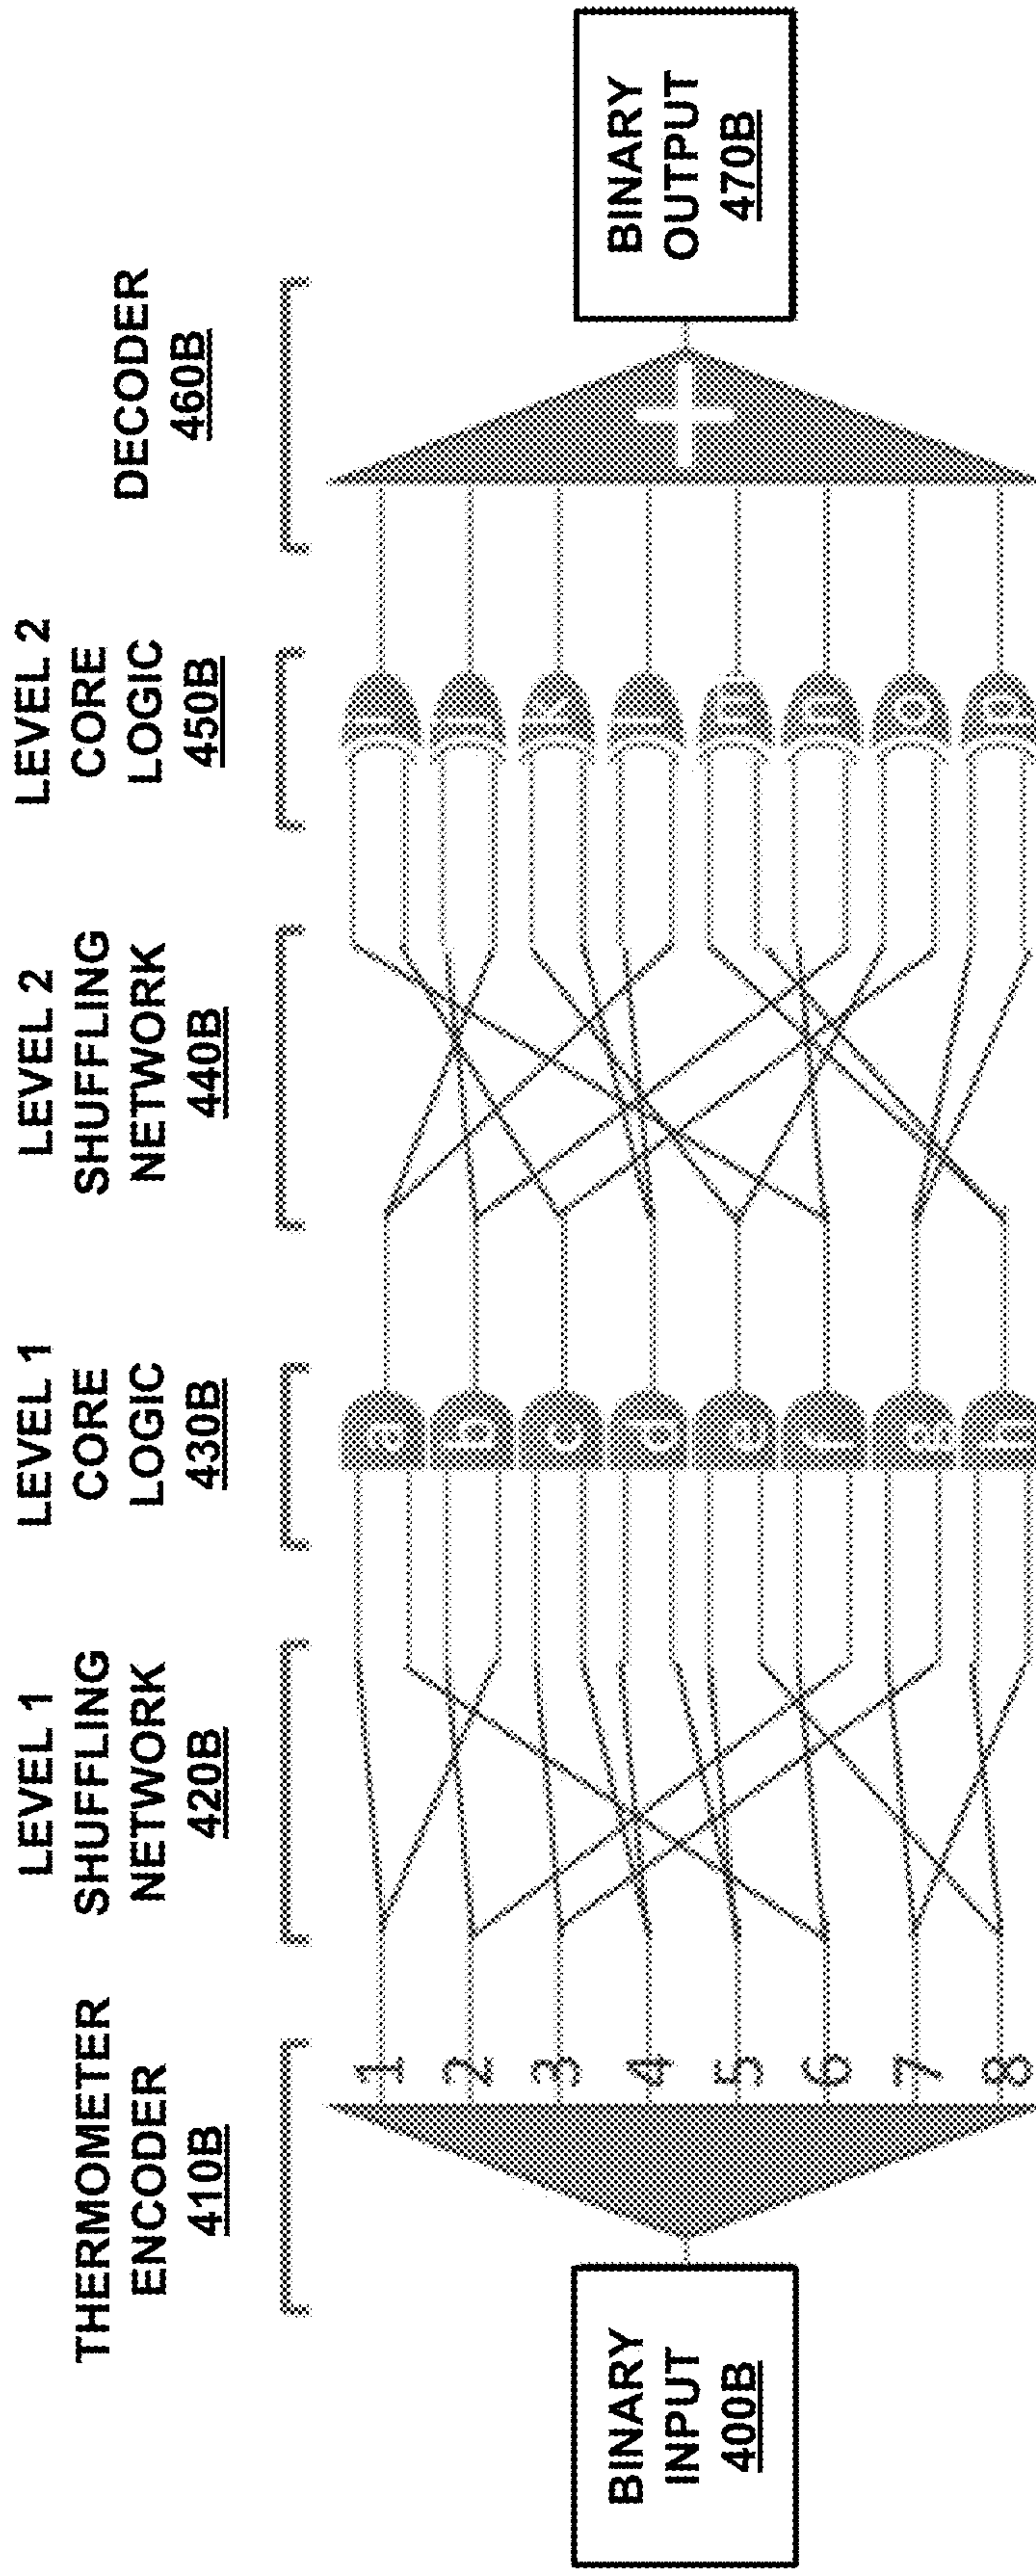 THERMOMETER
ENCODER
410B
LEVEL 1
SHUFFLING
NETWORK
420B
LEVEL 1
CORE
LOGIC
430B
LEVEL 2
SHUFFLING
NETWORK
440B
LEVEL 2
CORE
LOGIC
450B
DECODER
460B
BINARY
INPUT
400B
1
2
3
4
5
6
7
8
a
b
c
d
e
f
g
h
i
j
k
l
m
n
o
p
+
BINARY
OUTPUT
470B